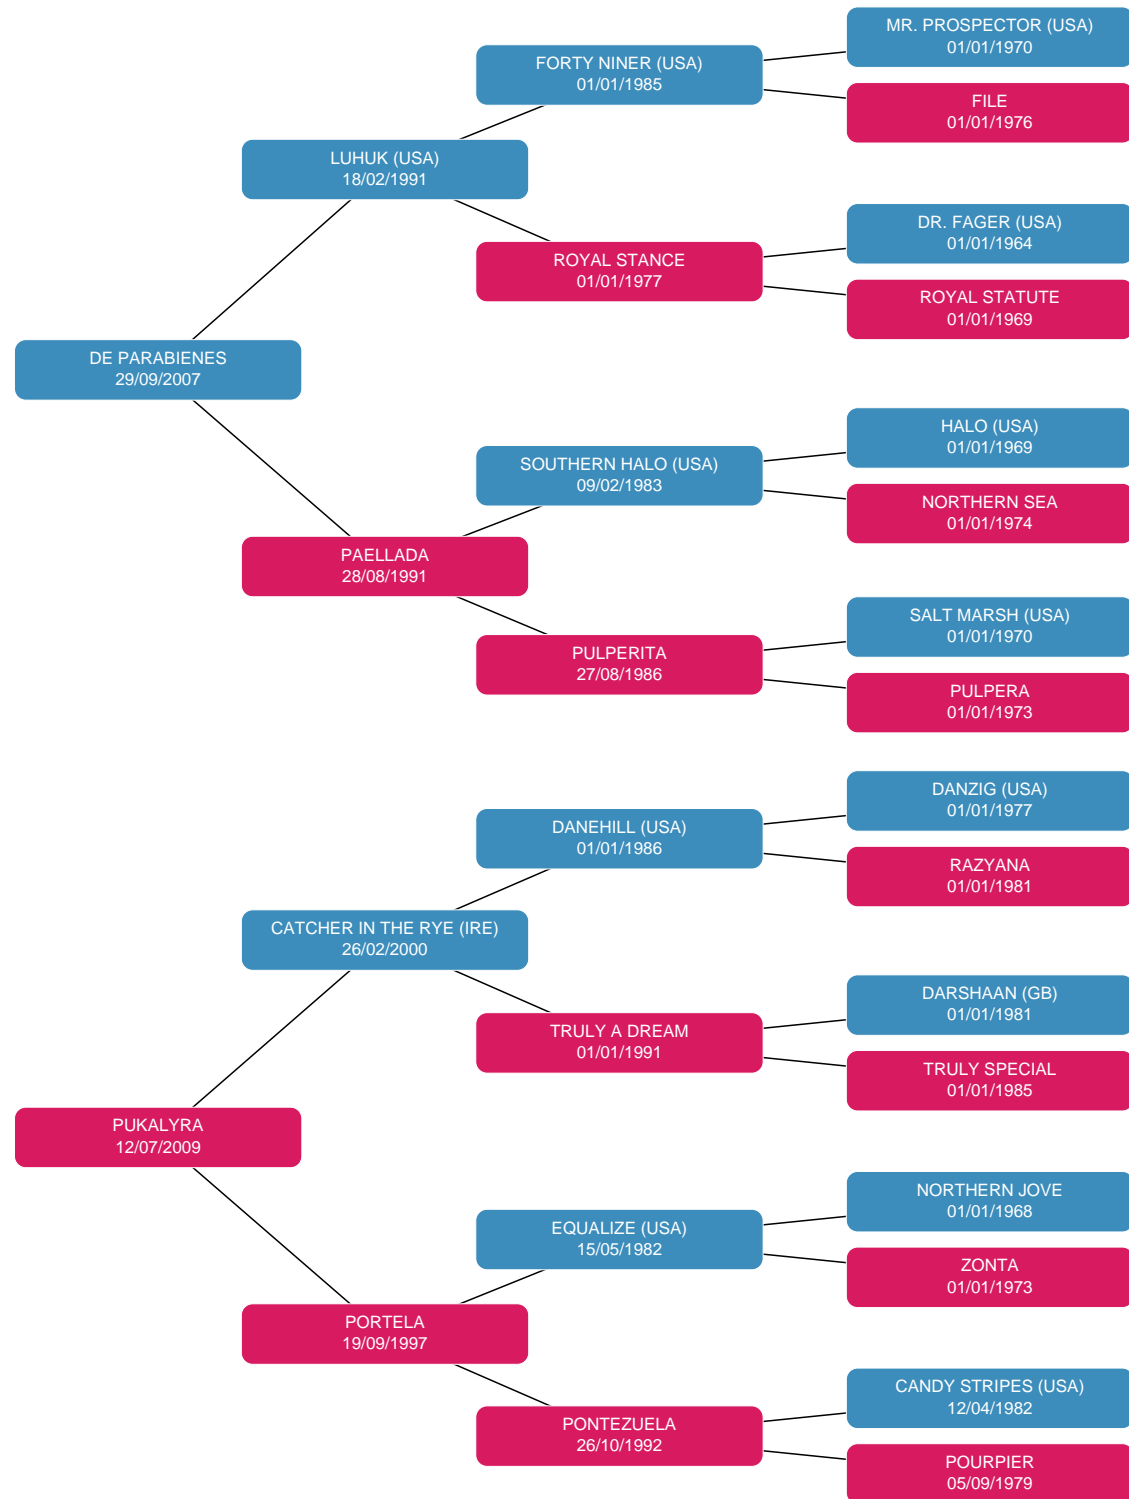 MR. PROSPECTOR (USA)
01/01/1970
FORTY NINER (USA)
01/01/1985
FILE
01/01/1976
LUHUK (USA)
18/02/1991
DR. FAGER (USA)
01/01/1964
ROYAL STANCE
01/01/1977
ROYAL STATUTE
01/01/1969
DE PARABIENES
29/09/2007
HALO (USA)
01/01/1969
SOUTHERN HALO (USA)
09/02/1983
NORTHERN SEA
01/01/1974
PAELLADA
28/08/1991
SALT MARSH (USA)
01/01/1970
PULPERITA
27/08/1986
PULPERA
01/01/1973
DANZIG (USA)
01/01/1977
DANEHILL (USA)
01/01/1986
RAZYANA
01/01/1981
CATCHER IN THE RYE (IRE)
26/02/2000
DARSHAAN (GB)
01/01/1981
TRULY A DREAM
01/01/1991
TRULY SPECIAL
01/01/1985
PUKALYRA
12/07/2009
NORTHERN JOVE
01/01/1968
EQUALIZE (USA)
15/05/1982
ZONTA
01/01/1973
PORTELA
19/09/1997
CANDY STRIPES (USA)
12/04/1982
PONTEZUELA
26/10/1992
POURPIER
05/09/1979